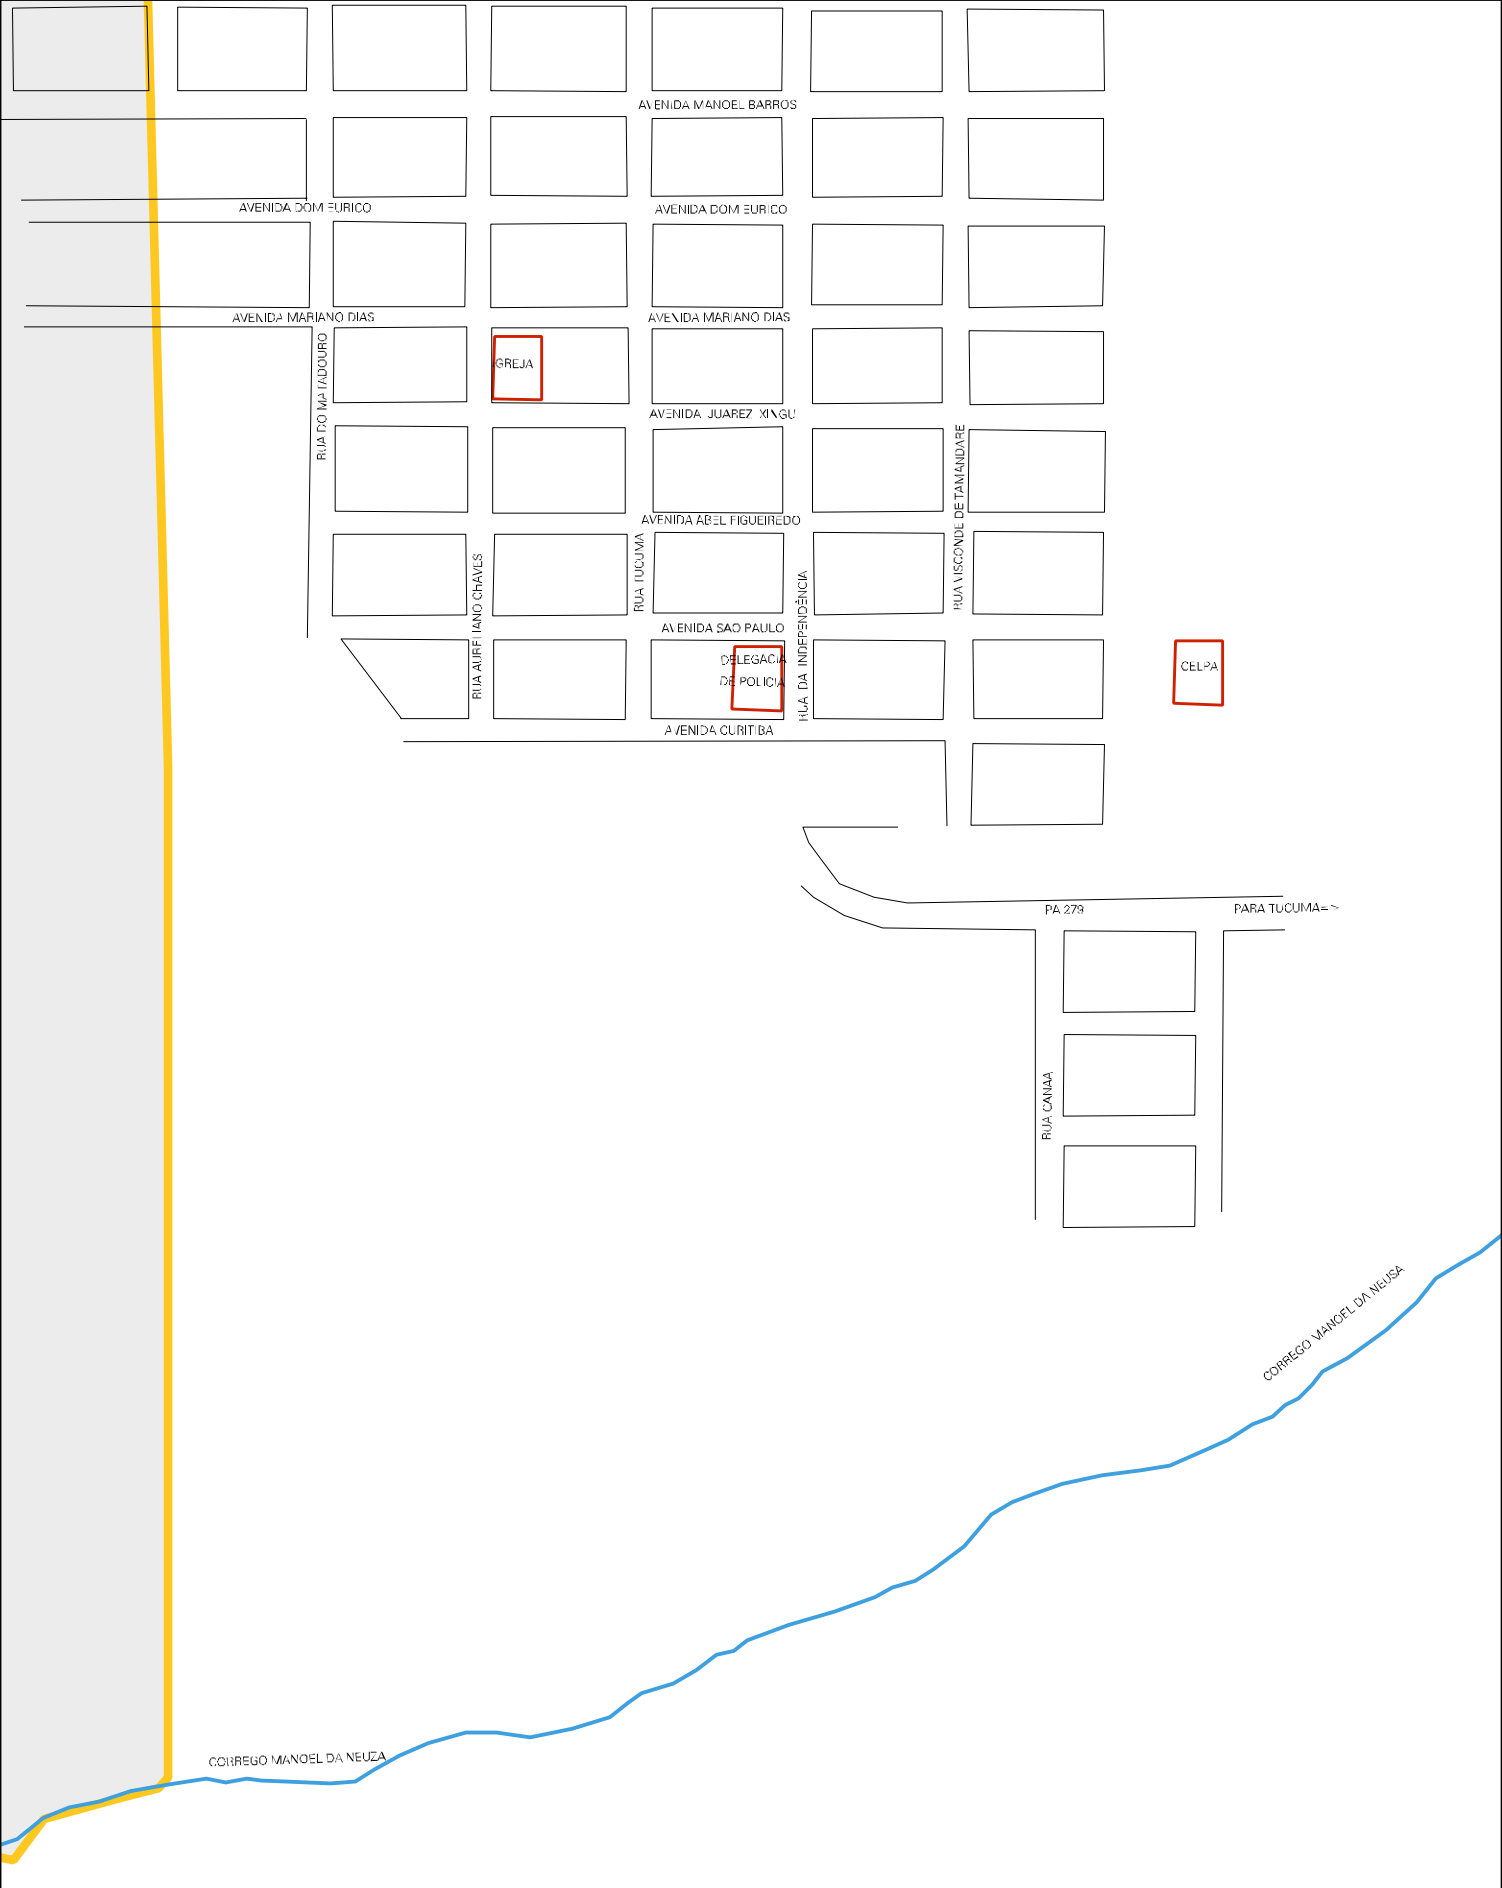 AVENIDA MANOEL BARROS
AVENIDA DOM EURICO
AVENIDA DOM EURICO
AVENIDA MARIANO DIAS
AVENIDA MARIANO DIAS
RUA DO MATADOURO
IGREJA
AVENIDA JUAREZ XINGU
RUA VISCONDE DE TAMANDARE
AVENIDA ABEL FIGUEIREDO
RUA AURELIANO CHAVES
RUA TUCUMA
RUA DA INDEPENDÊNCIA
AVENIDA SAO PAULO
DELEGACIA
DE POLICIA
CELPA
AVENIDA CURITIBA
PA 279
PARA TUCUMA=>
RUA CANAA
CORREGO MANOEL DA NEUSA
CORREGO MANOEL DA NEUZA